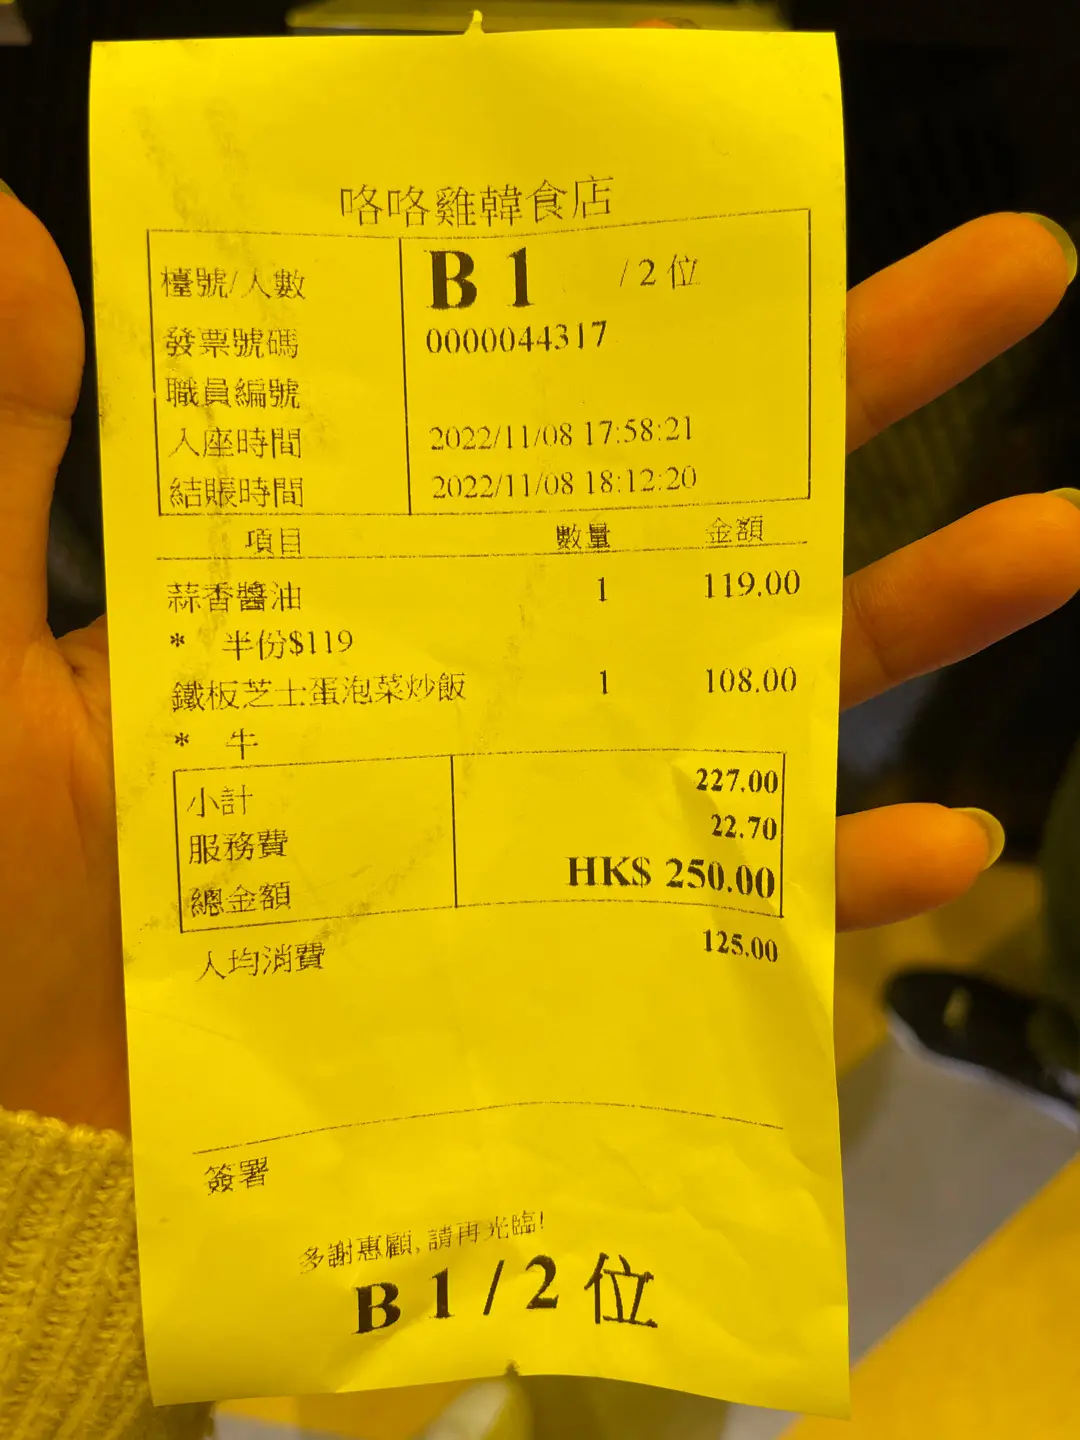 咯咯雞韓食店
檯號/人數 B 1 / 2 位
發票號碼 0000044317
職員編號
入座時間 2022/11/08 17:58:21
結賬時間 2022/11/08 18:12:20
項目 數量 金額
蒜香醬油 1 119.00
* 半份$119
鐵板芝士蛋泡菜炒飯 1 108.00
* 牛
小計 227.00
服務費 22.70
總金額 HK$ 250.00
人均消費 125.00
簽署
多謝惠顧, 請再光臨!
B 1 / 2 位